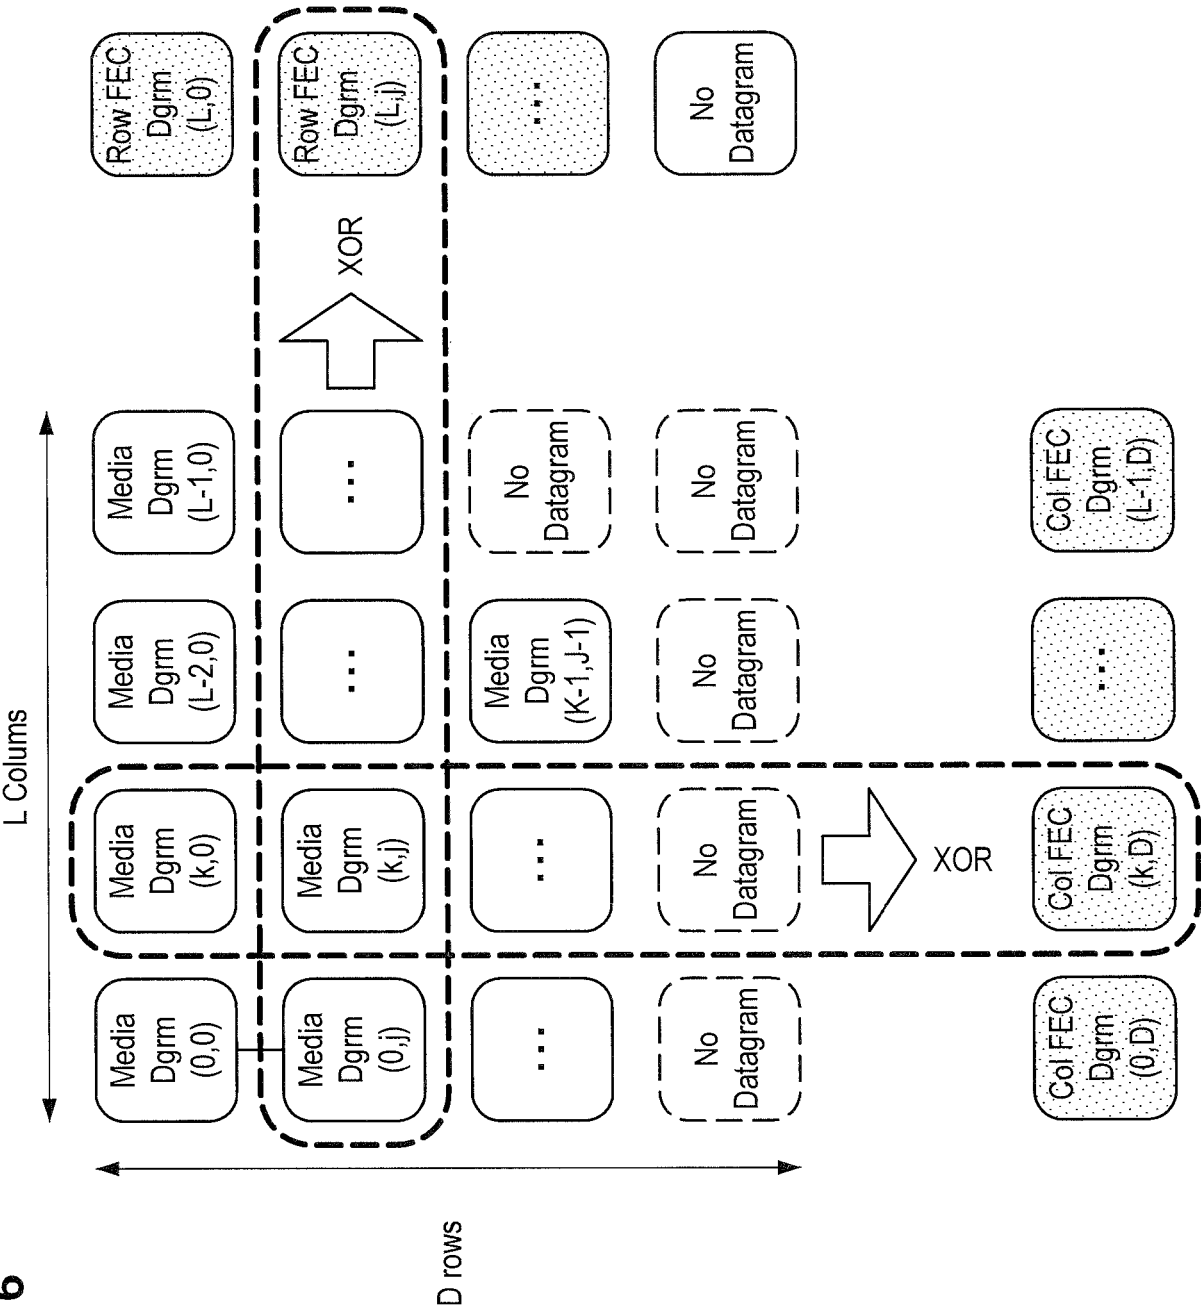 6
L Colums
Media
Dgrm
(0,0)
Media
Dgrm
(k,0)
Media
Dgrm
(L-2,0)
Media
Dgrm
(L-1,0)
Row FEC
Dgrm
(L,0)
D rows
Media
Dgrm
(0,j)
Media
Dgrm
(k,j)
...
...
XOR
Row FEC
Dgrm
(L,j)
...
...
Media
Dgrm
(K-1,J-1)
No
Datagram
...
No
Datagram
No
Datagram
No
Datagram
No
Datagram
No
Datagram
XOR
Col FEC
Dgrm
(0,D)
Col FEC
Dgrm
(k,D)
...
Col FEC
Dgrm
(L-1,D)